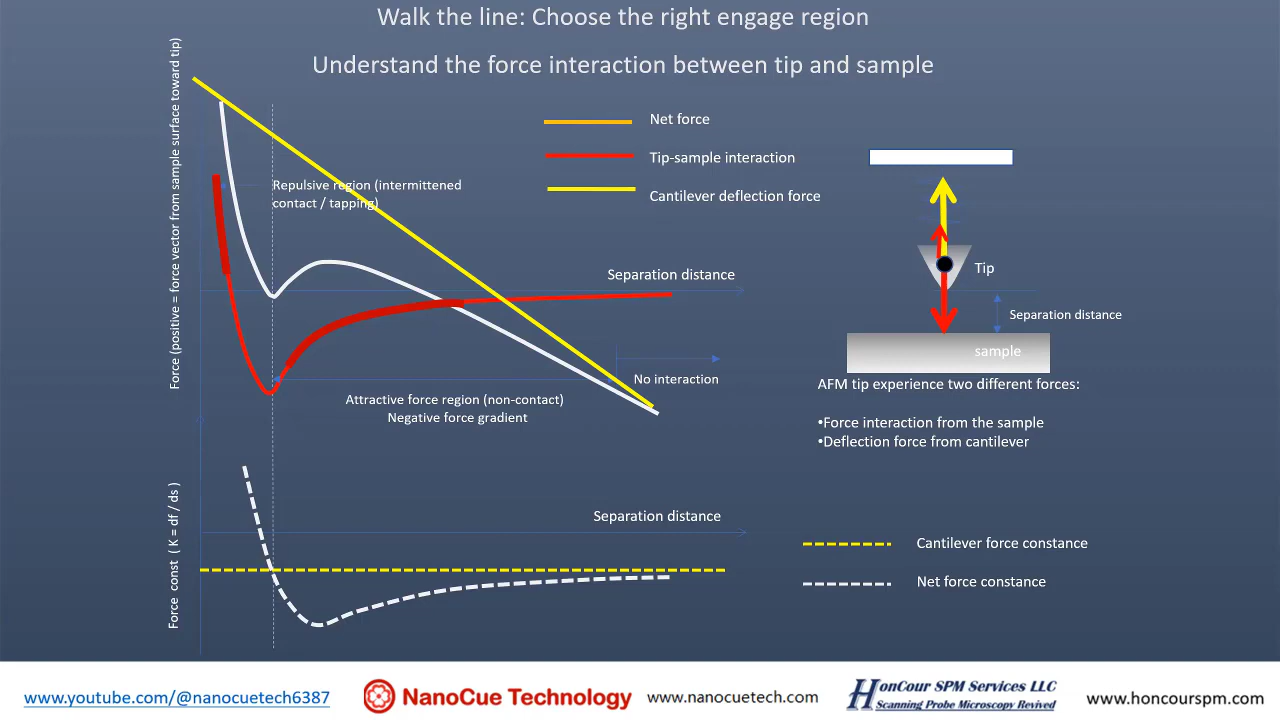 Walk the line: Choose the right engage region
Understand the force interaction between tip and sample
Force (positive = force vector from sample surface toward tip)
Net force
Tip-sample interaction
Cantilever deflection force
Repulsive region (intermittened
contact / tapping)
Separation distance
No interaction
Attractive force region (non-contact)
Negative force gradient
Tip
Separation distance
sample
AFM tip experience two different forces:
•Force interaction from the sample
•Deflection force from cantilever
Force const ( K = df / ds )
Separation distance
Cantilever force constance
Net force constance
www.youtube.com/@nanocuetech6387
NanoCue Technology
www.nanocuetech.com
HonCour SPM Services LLC
Scanning Probe Microscopy Revived
www.honcourspm.com